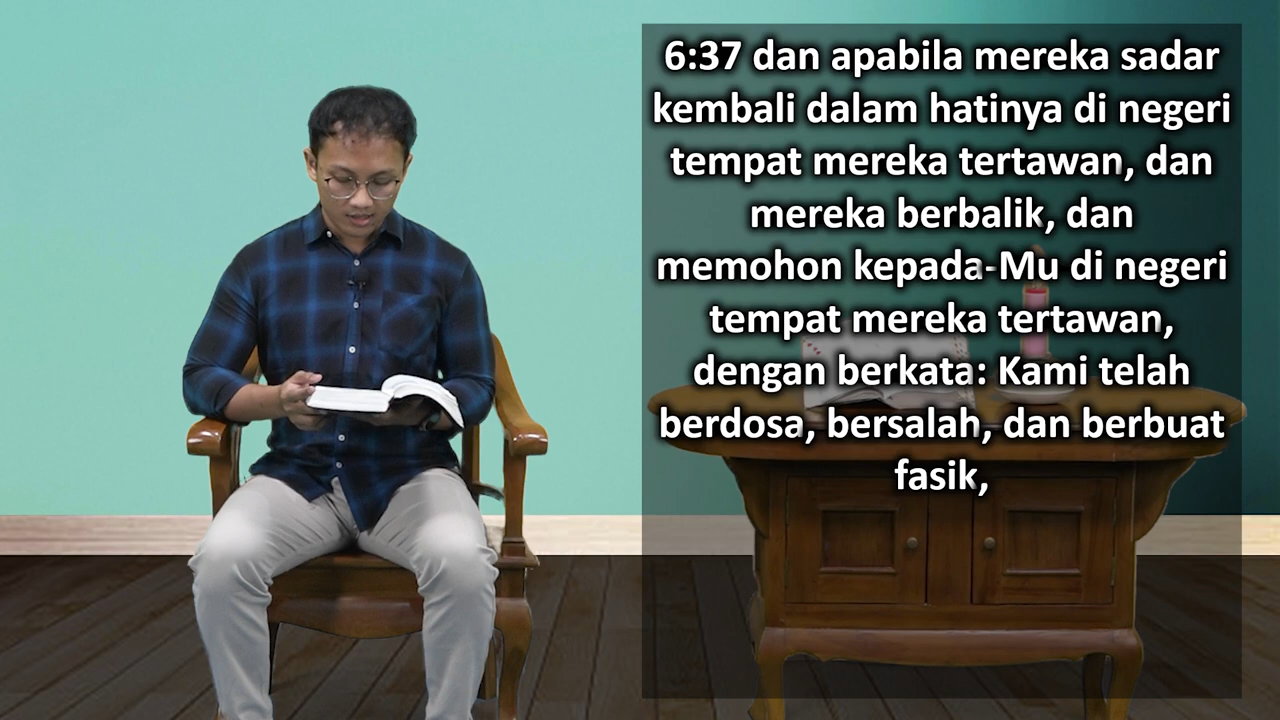 6:37 dan apabila mereka sadar
kembali dalam hatinya di negeri
tempat mereka tertawan, dan
mereka berbalik, dan
memohon kepada-Mu di negeri
tempat mereka tertawan,
dengan berkata: Kami telah
berdosa, bersalah, dan berbuat
fasik,